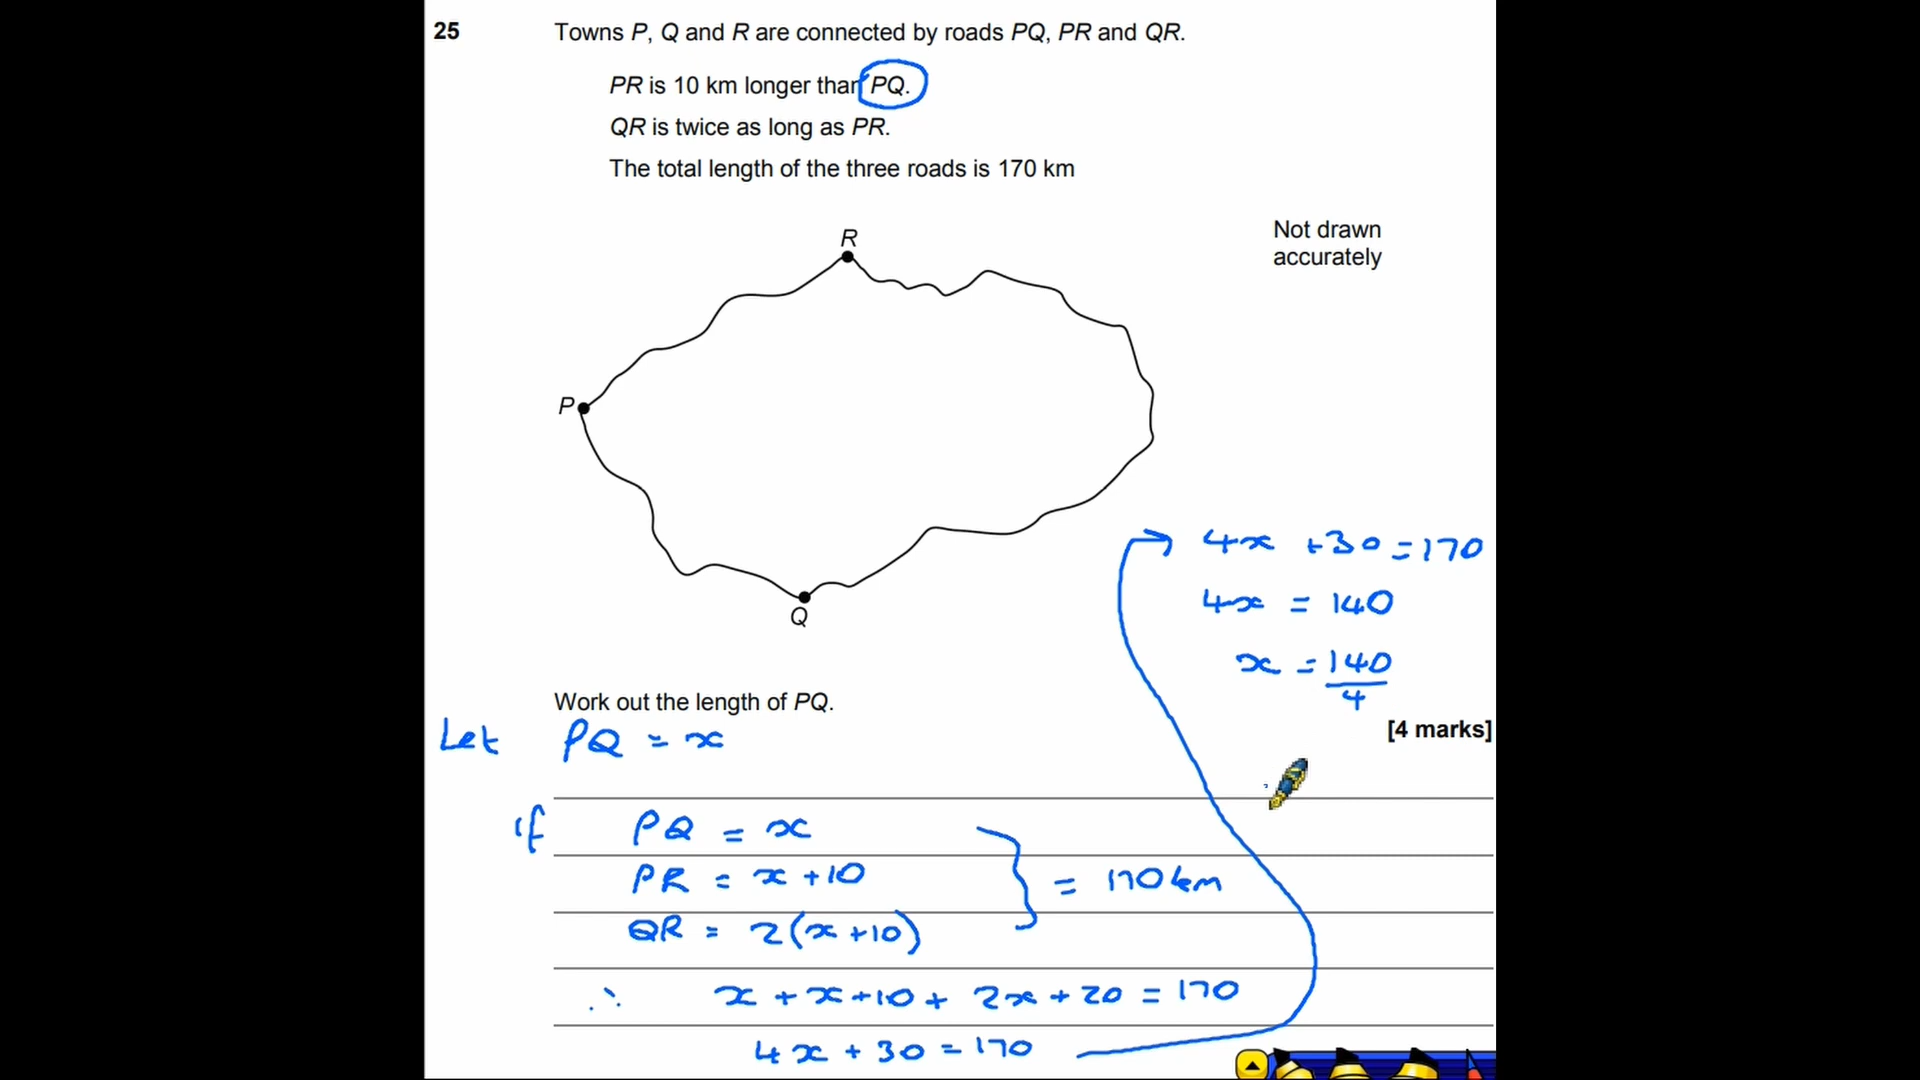 25 Towns P, Q and R are connected by roads PQ, PR and QR.
PR is 10 km longer than PQ.
QR is twice as long as PR.
The total length of the three roads is 170 km
Not drawn
accurately
R
P
Q
4x + 30 = 170
4x = 140
x = 140
4
Work out the length of PQ.
[4 marks]
Let PQ = x
If PQ = x
PR = x + 10
= 170 km
QR = 2(x + 10)
∴ x + x + 10 + 2x + 20 = 170
4x + 30 = 170